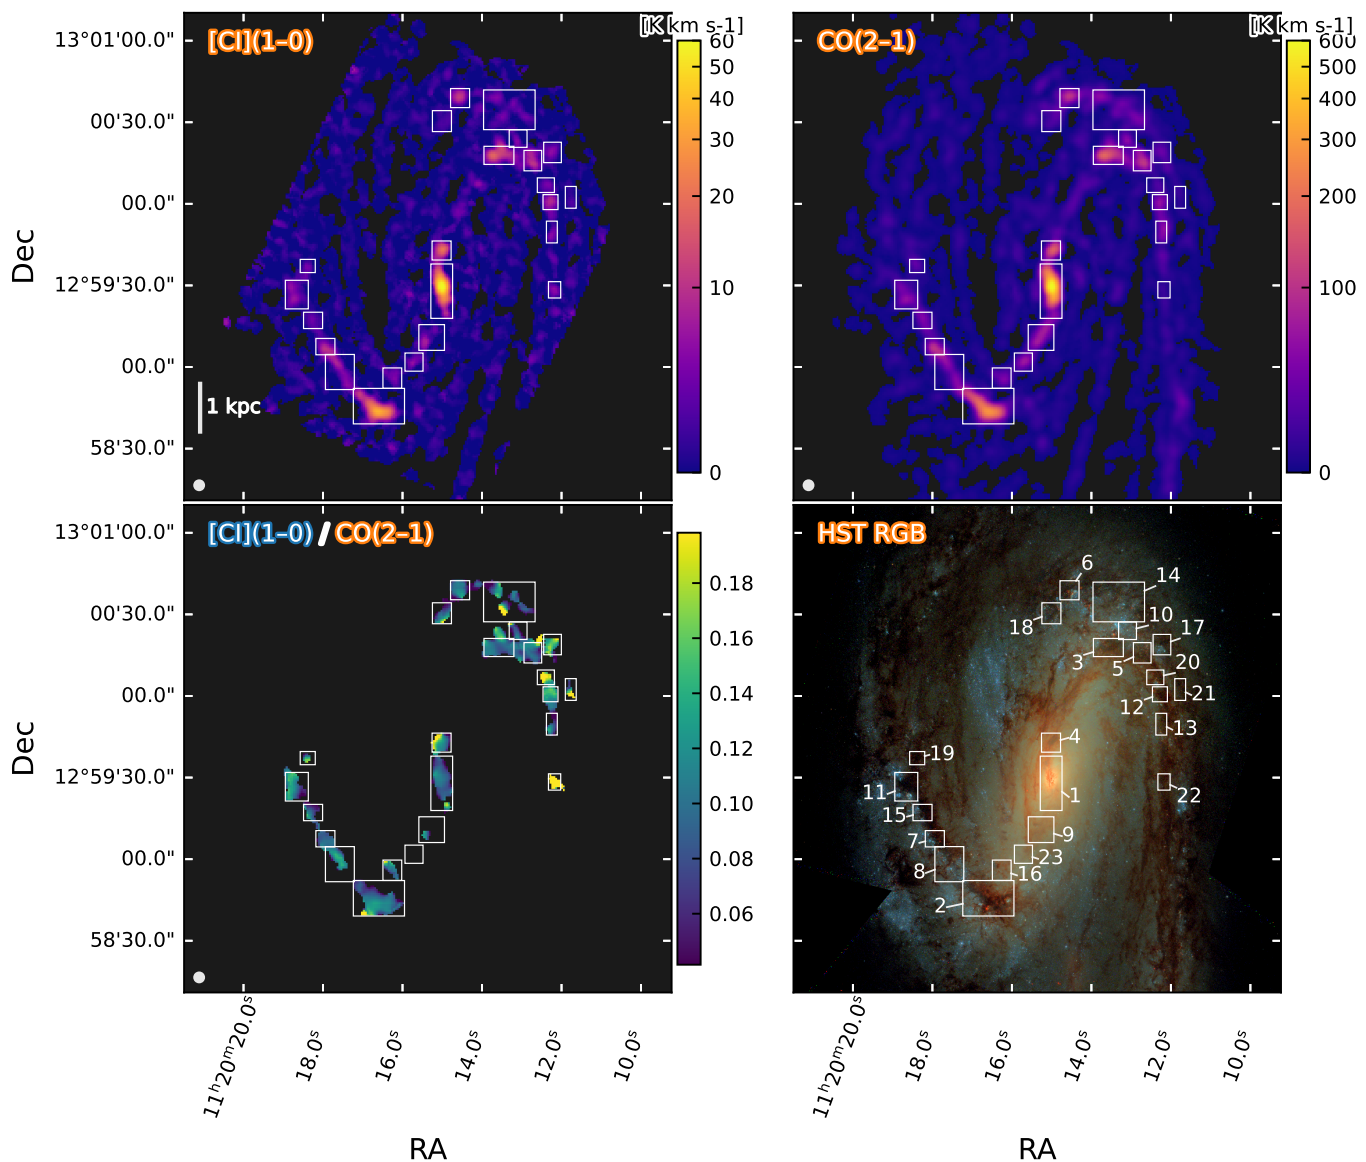 [CI](1–0)
[K km s-1]
CO(2–1)
[K km s-1]
13°01'00.0"
00'30.0"
00.0"
12°59'30.0"
00.0"
58'30.0"
Dec
1 kpc
60
50
40
30
20
10
0
600
500
400
300
200
100
0
[CI](1–0) / CO(2–1)
HST RGB
13°01'00.0"
00'30.0"
00.0"
12°59'30.0"
00.0"
58'30.0"
Dec
0.18
0.16
0.14
0.12
0.10
0.08
0.06
6
14
18
10
17
3
5
20
12
21
13
4
19
11
1
22
15
7
9
23
8
16
2
11ʰ20ᵐ20.0ˢ
18.0ˢ
16.0ˢ
14.0ˢ
12.0ˢ
10.0ˢ
11ʰ20ᵐ20.0ˢ
18.0ˢ
16.0ˢ
14.0ˢ
12.0ˢ
10.0ˢ
RA
RA